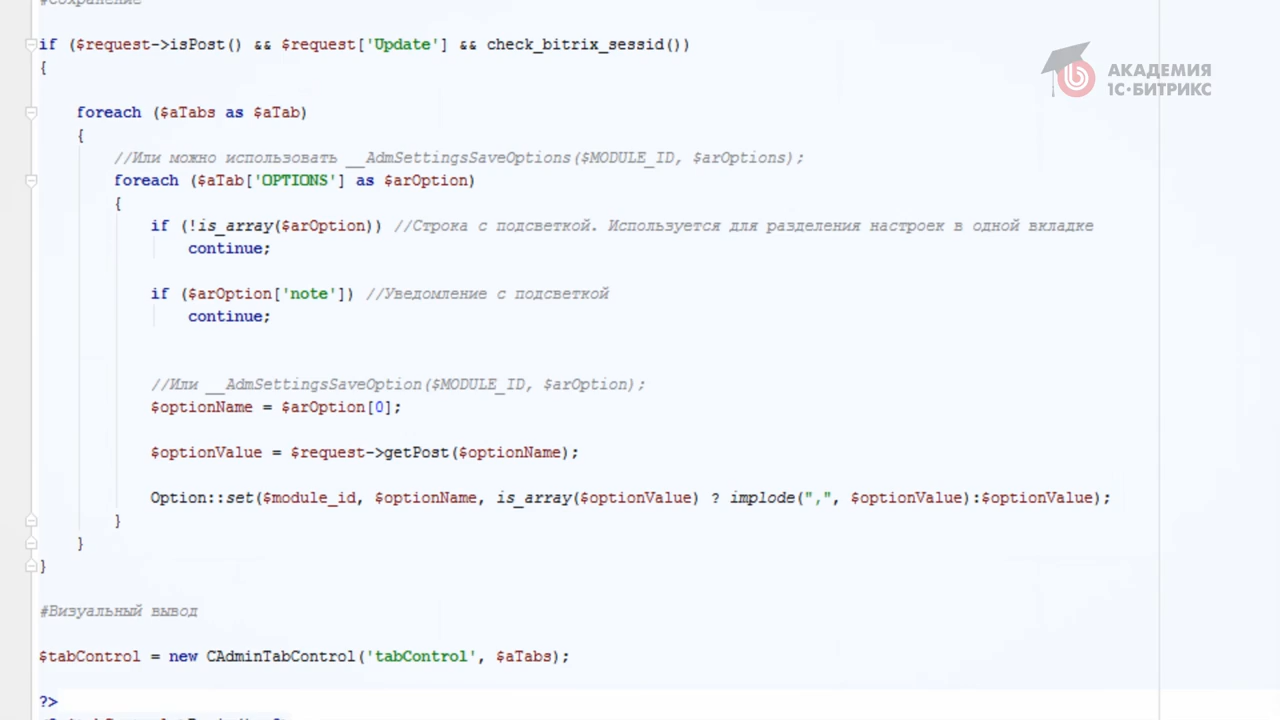 #сохранение
if ($request->isPost() && $request['Update'] && check_bitrix_sessid())
{
АКАДЕМИЯ
1С·БИТРИКС
foreach ($aTabs as $aTab)
{
//Или можно использовать __AdmSettingsSaveOptions($MODULE_ID, $arOptions);
foreach ($aTab['OPTIONS'] as $arOption)
{
if (!is_array($arOption)) //Строка с подсветкой. Используется для разделения настроек в одной вкладке
continue;
if ($arOption['note']) //Уведомление с подсветкой
continue;
//Или __AdmSettingsSaveOption($MODULE_ID, $arOption);
$optionName = $arOption[0];
$optionValue = $request->getPost($optionName);
Option::set($module_id, $optionName, is_array($optionValue) ? implode(",", $optionValue):$optionValue);
}
}
}
#Визуальный вывод
$tabControl = new CAdminTabControl('tabControl', $aTabs);
?>